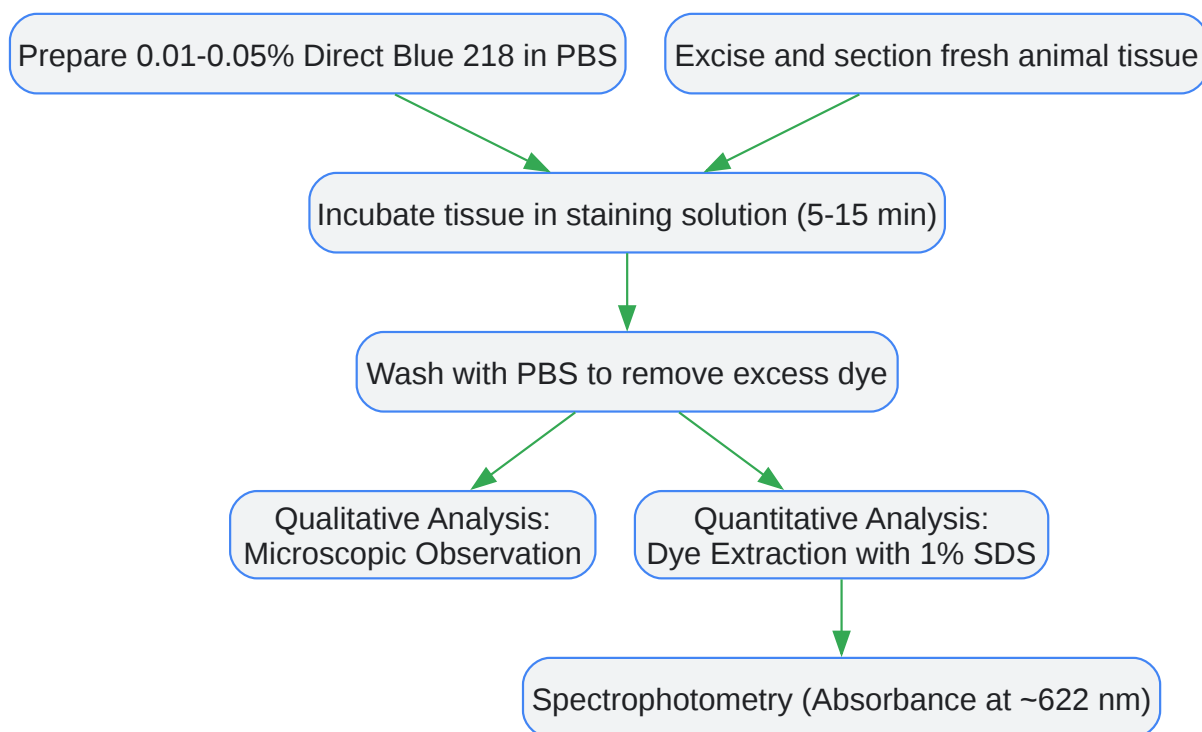 Prepare 0.01-0.05% Direct Blue 218 in PBS
Excise and section fresh animal tissue
Incubate tissue in staining solution (5-15 min)
Wash with PBS to remove excess dye
Qualitative Analysis:
Microscopic Observation
Quantitative Analysis:
Dye Extraction with 1% SDS
Spectrophotometry (Absorbance at ~622 nm)